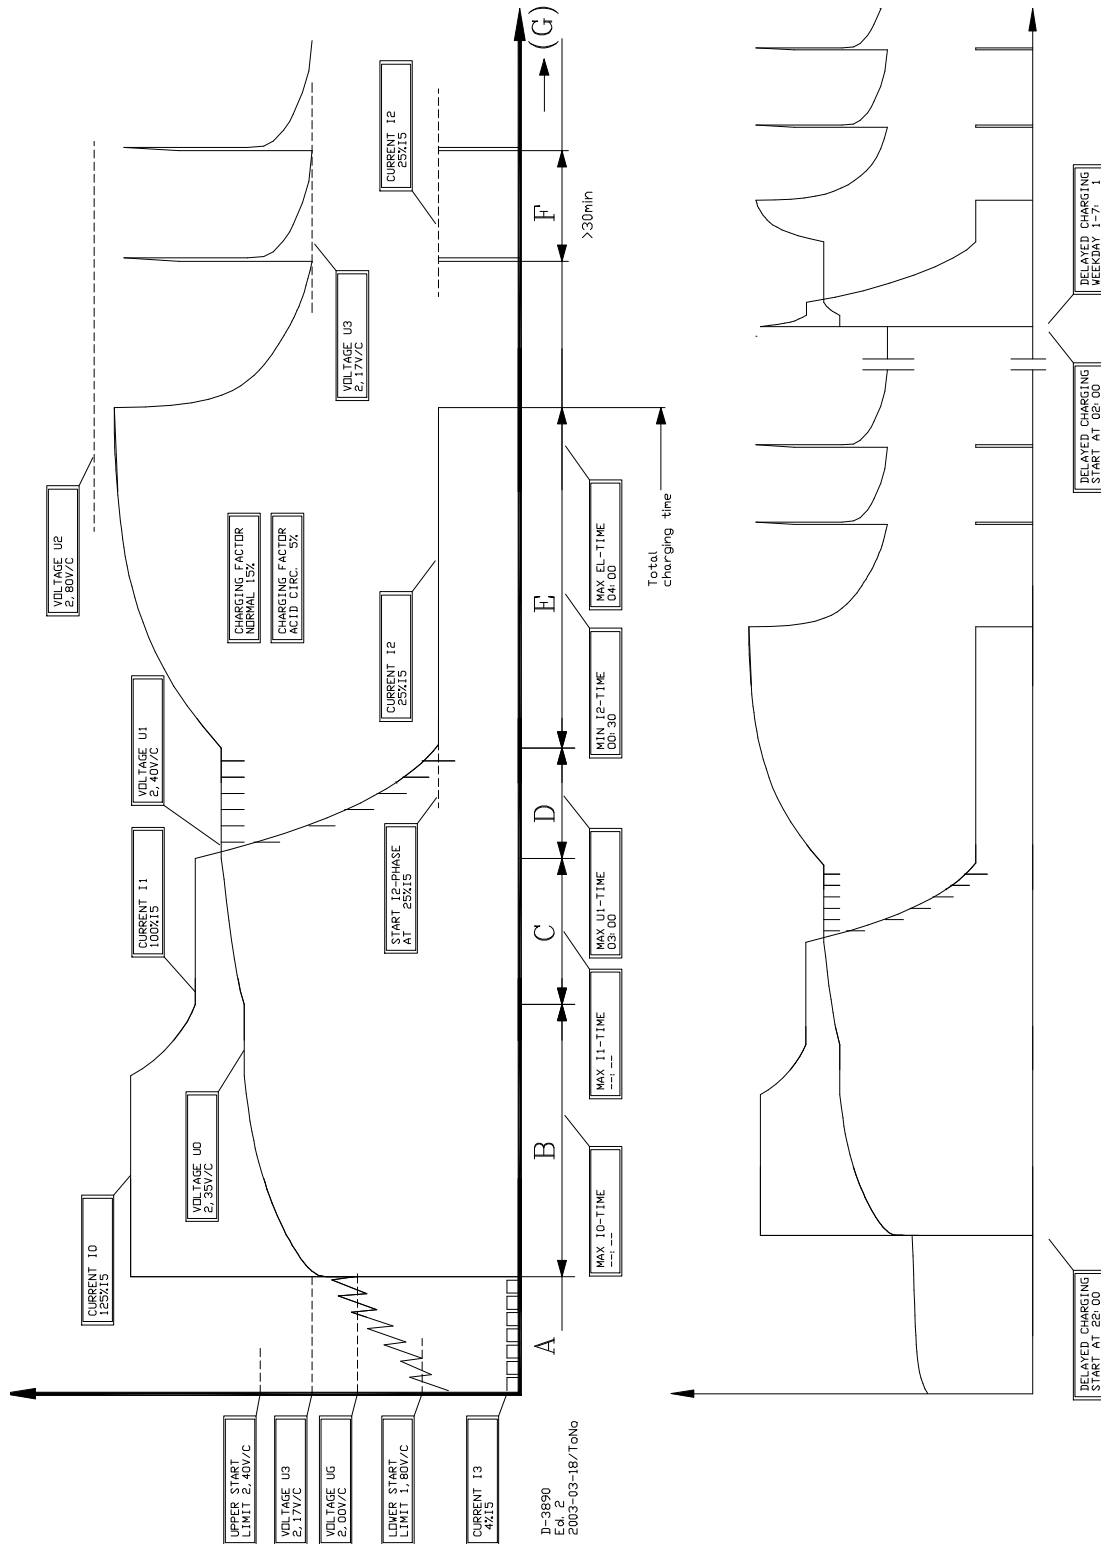 UPPER START
LIMIT 2,40V/C
VOLTAGE U3
2,17V/C
VOLTAGE UG
2,00V/C
LOWER START
LIMIT 1,80V/C
CURRENT I3
4%I5
D-3890
Ed. 2
2003-03-18/ToNo
CURRENT I0
125%I5
VOLTAGE U0
2,35V/C
CURRENT I1
100%I5
VOLTAGE U1
2,40V/C
VOLTAGE U2
2,80V/C
CHARGING FACTOR
NORMAL 15%
CHARGING FACTOR
ACID CIRC. 5%
START I2-PHASE
AT 25%I5
CURRENT I2
25%I5
VOLTAGE U3
2,17V/C
CURRENT I2
25%I5
A
B
C
D
E
F
(G)
>30min
MAX I0-TIME
--:--
MAX I1-TIME
--:--
MAX U1-TIME
03:00
MIN I2-TIME
00:30
MAX EL-TIME
04:00
Total
charging time
DELAYED CHARGING
START AT 22:00
DELAYED CHARGING
START AT 02:00
DELAYED CHARGING
WEEKDAY 1-7: 1